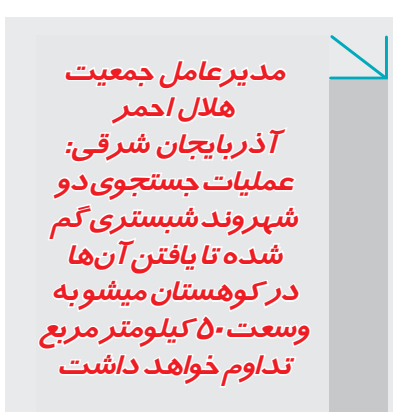 مدیرعامل جمعیت
هلال احمر
آذربایجان شرقی:
عملیات جستجوی دو
شهروند شبستری گم
شده تا یافتن آن‌ها
در کوهستان میشو به
وسعت ۵۰ کیلومتر مربع
تداوم خواهد داشت